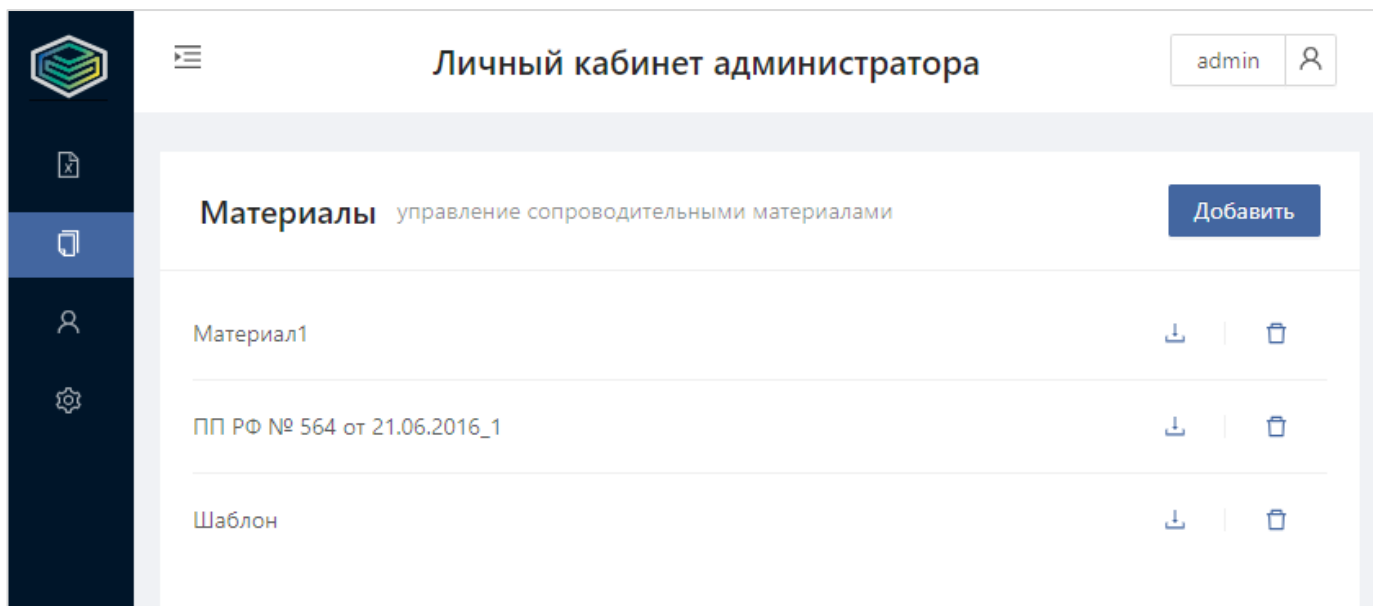 Личный кабинет администратора
admin
Материалы управление сопроводительными материалами
Добавить
Материал1
ПП РФ № 564 от 21.06.2016_1
Шаблон